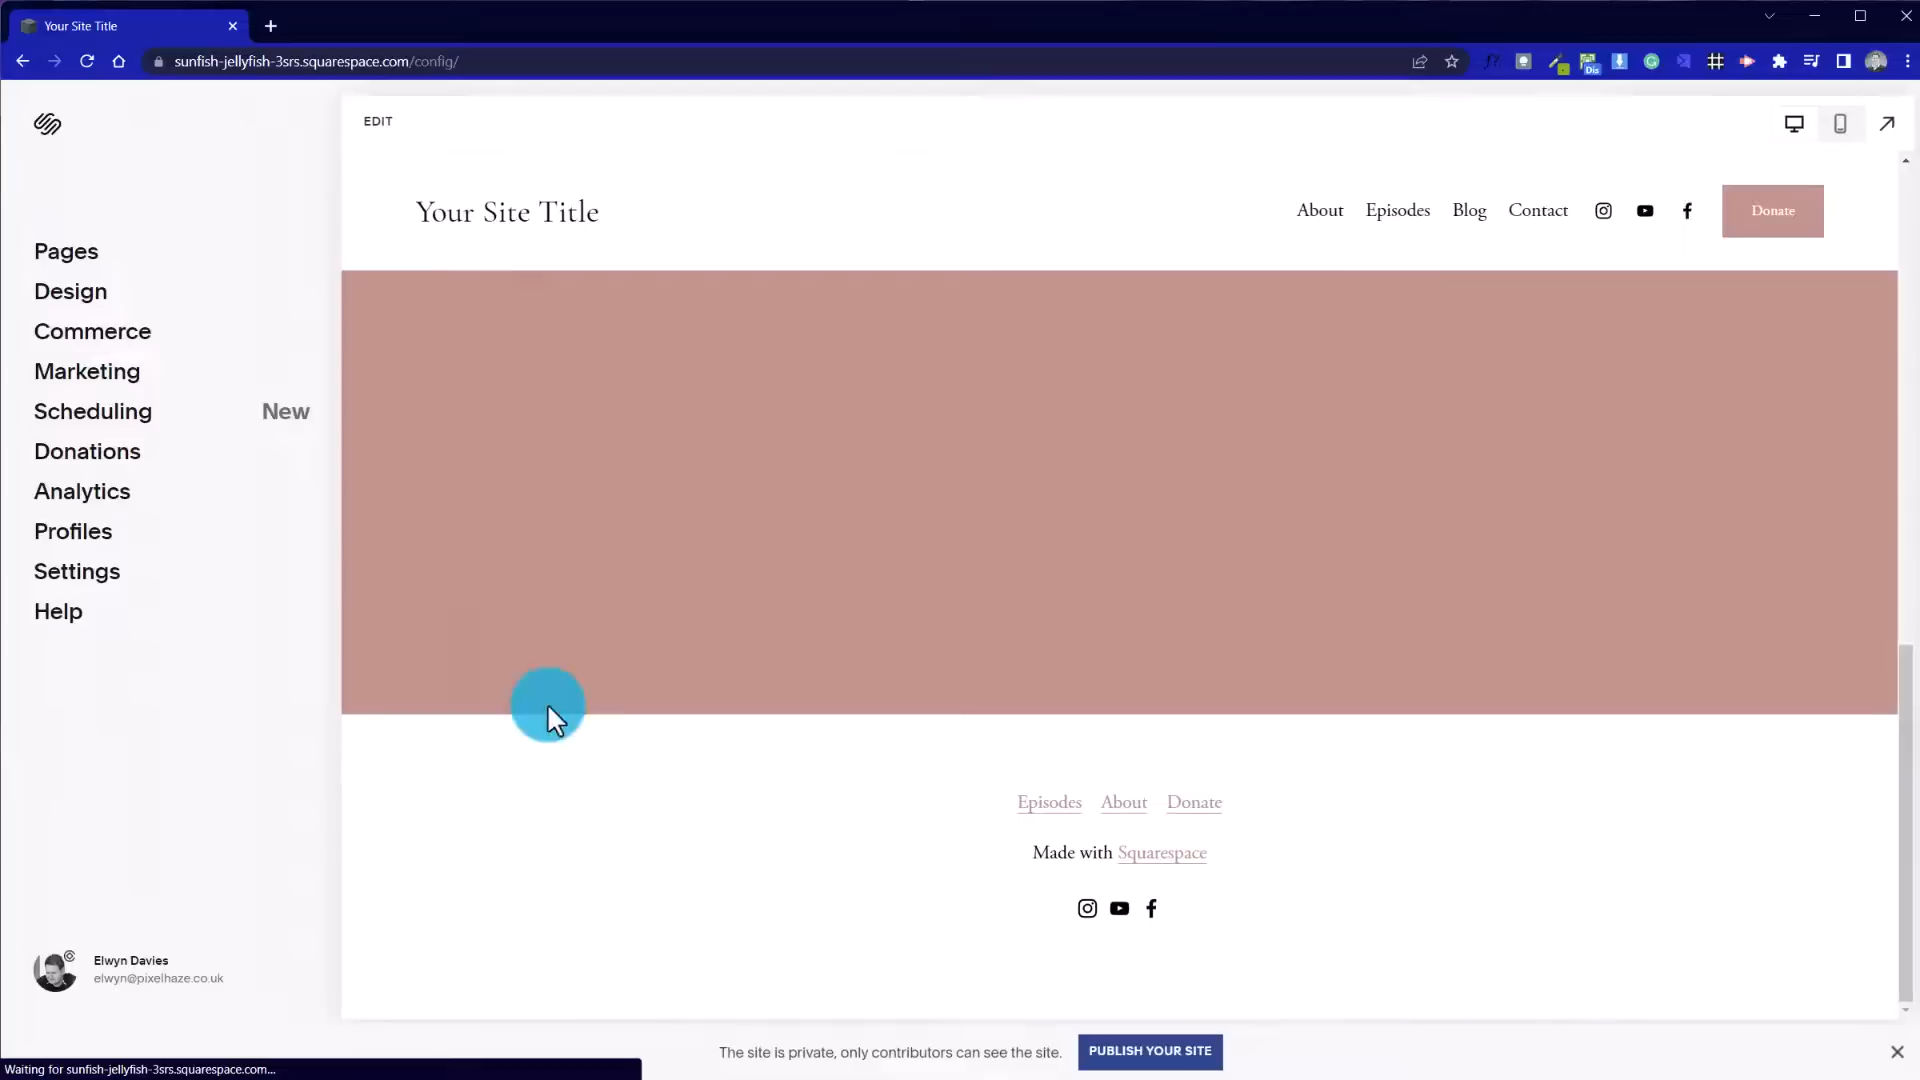 Your Site Title
sunfish-jellyfish-3srs.squarespace.com/config/
Dis
EDIT
Your Site Title
About Episodes Blog Contact Donate
Pages
Design
Commerce
Marketing
Scheduling New
Donations
Analytics
Profiles
Settings
Help
Episodes About Donate
Made with Squarespace
Elwyn Davies
elwyn@pixelhaze.co.uk
The site is private, only contributors can see the site. PUBLISH YOUR SITE
Waiting for sunfish-jellyfish-3srs.squarespace.com...